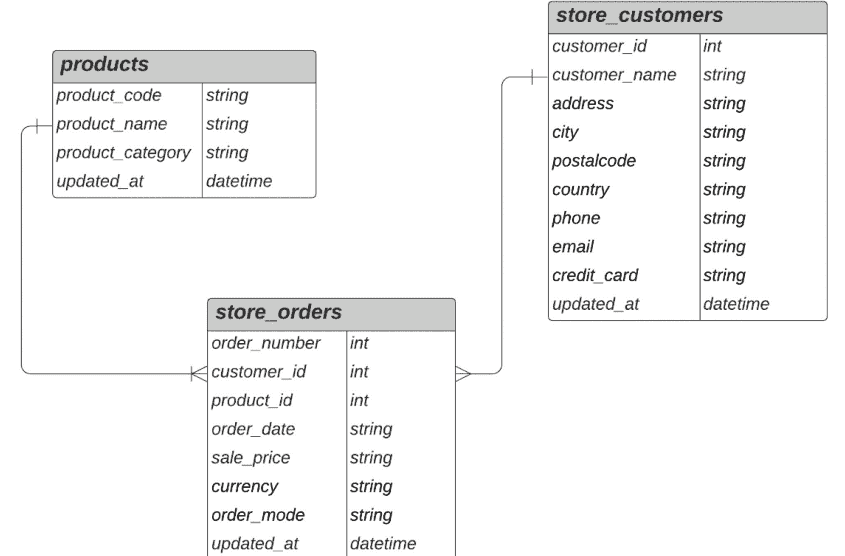 store_customers
customer_id int
customer_name string
address string
city string
postalcode string
country string
phone string
email string
credit_card string
updated_at datetime
products
product_code string
product_name string
product_category string
updated_at datetime
store_orders
order_number int
customer_id int
product_id int
order_date string
sale_price string
currency string
order_mode string
updated_at datetime